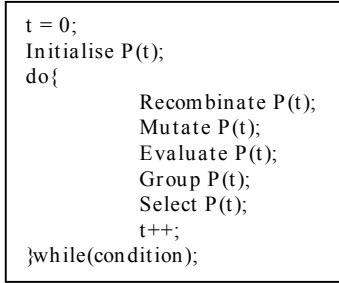 t = 0;
Initialise P(t);
do{
Recombinate P(t);
Mutate P(t);
Evaluate P(t);
Group P(t);
Select P(t);
t++;
}while(condition);